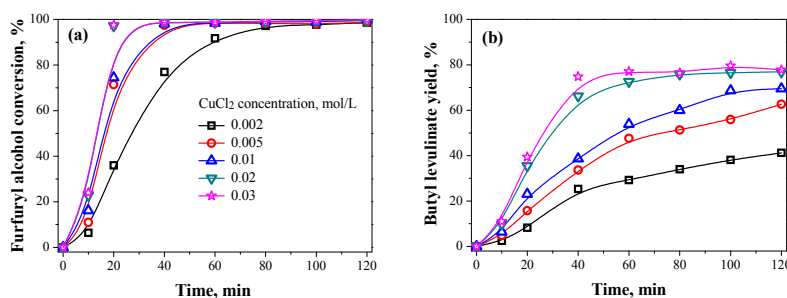 (a)
Furfuryl alcohol conversion, %
100
80
60
40
20
0
CuCl₂ concentration, mol/L
0.002
0.005
0.01
0.02
0.03
0 20 40 60 80 100 120
Time, min
(b)
Butyl levulinate yield, %
100
80
60
40
20
0
0 20 40 60 80 100 120
Time, min